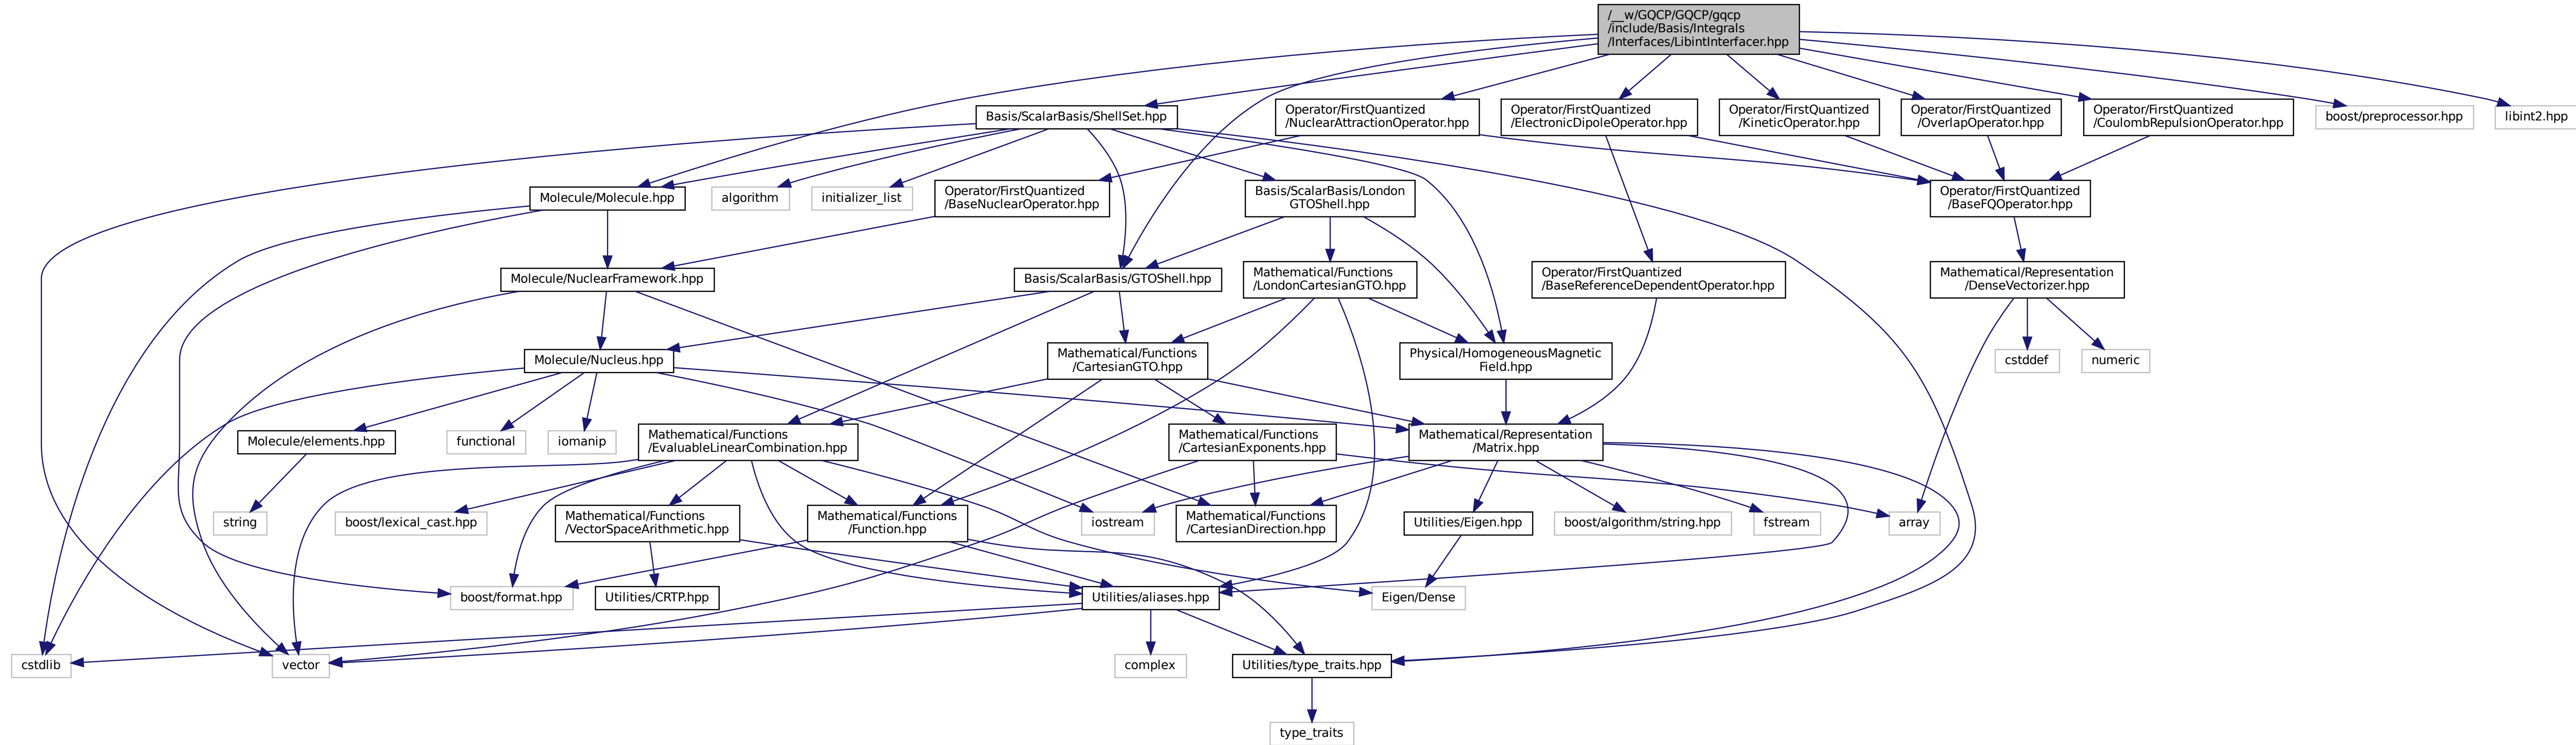 /__w/GQCP/GQCP/gqcp
/include/Basis/Integrals
/Interfaces/LibintInterfacer.hpp
Basis/ScalarBasis/ShellSet.hpp
Operator/FirstQuantized
/NuclearAttractionOperator.hpp
Operator/FirstQuantized
/ElectronicDipoleOperator.hpp
Operator/FirstQuantized
/KineticOperator.hpp
Operator/FirstQuantized
/OverlapOperator.hpp
Operator/FirstQuantized
/CoulombRepulsionOperator.hpp
boost/preprocessor.hpp
libint2.hpp
Molecule/Molecule.hpp
algorithm
initializer_list
Operator/FirstQuantized
/BaseNuclearOperator.hpp
Basis/ScalarBasis/London
GTOShell.hpp
Operator/FirstQuantized
/BaseFQOperator.hpp
Molecule/NuclearFramework.hpp
Basis/ScalarBasis/GTOShell.hpp
Mathematical/Functions
/LondonCartesianGTO.hpp
Operator/FirstQuantized
/BaseReferenceDependentOperator.hpp
Mathematical/Representation
/DenseVectorizer.hpp
Molecule/Nucleus.hpp
Mathematical/Functions
/CartesianGTO.hpp
Physical/HomogeneousMagnetic
Field.hpp
cstddef
numeric
Molecule/elements.hpp
functional
iomanip
Mathematical/Functions
/EvaluableLinearCombination.hpp
Mathematical/Functions
/CartesianExponents.hpp
Mathematical/Representation
/Matrix.hpp
string
boost/lexical_cast.hpp
Mathematical/Functions
/VectorSpaceArithmetic.hpp
Mathematical/Functions
/Function.hpp
iostream
Mathematical/Functions
/CartesianDirection.hpp
Utilities/Eigen.hpp
boost/algorithm/string.hpp
fstream
array
boost/format.hpp
Utilities/CRTP.hpp
Utilities/aliases.hpp
Eigen/Dense
cstdlib
vector
complex
Utilities/type_traits.hpp
type_traits